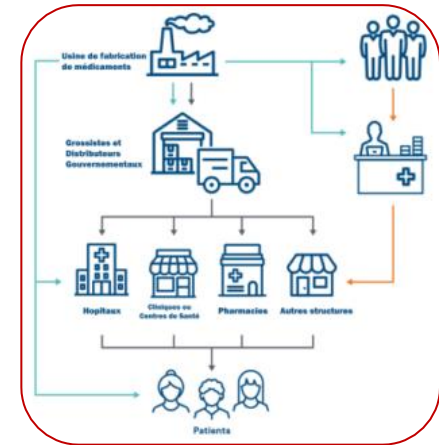 Usine de fabrication
de médicaments
Grossistes et
Distributeurs
Gouvernementaux
Hopitaux
Cliniques ou
Centres de Santé
Pharmacies
Autres structures
Patients